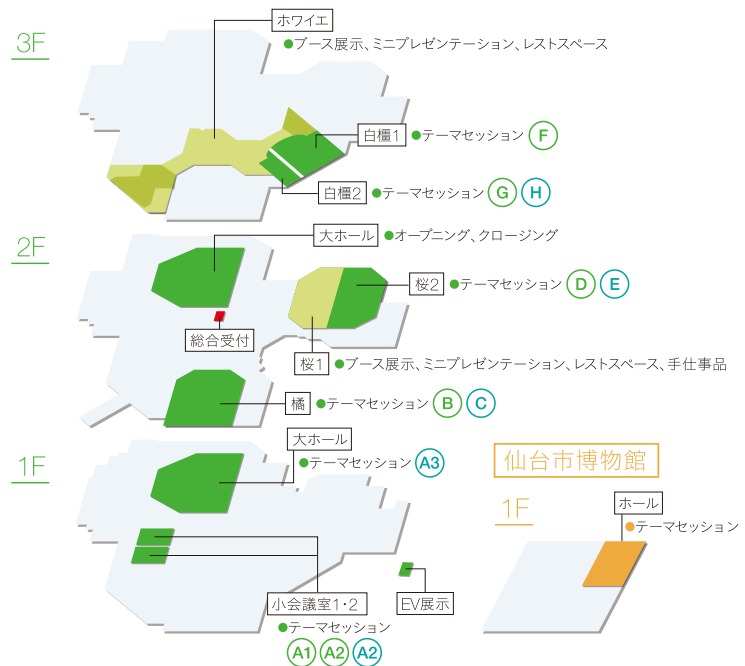 3F
ホワイエ
●ブース展示、ミニプレゼンテーション、レストスペース
白橿1 ●テーマセッション F
白橿2 ●テーマセッション G H
2F
大ホール ●オープニング、クロージング
桜2 ●テーマセッション D E
総合受付
桜1 ●ブース展示、ミニプレゼンテーション、レストスペース、手仕事品
橘 ●テーマセッション B C
1F
大ホール
●テーマセッション A3
小会議室1・2
●テーマセッション
A1 A2 A2
EV展示
仙台市博物館
1F
ホール
●テーマセッション